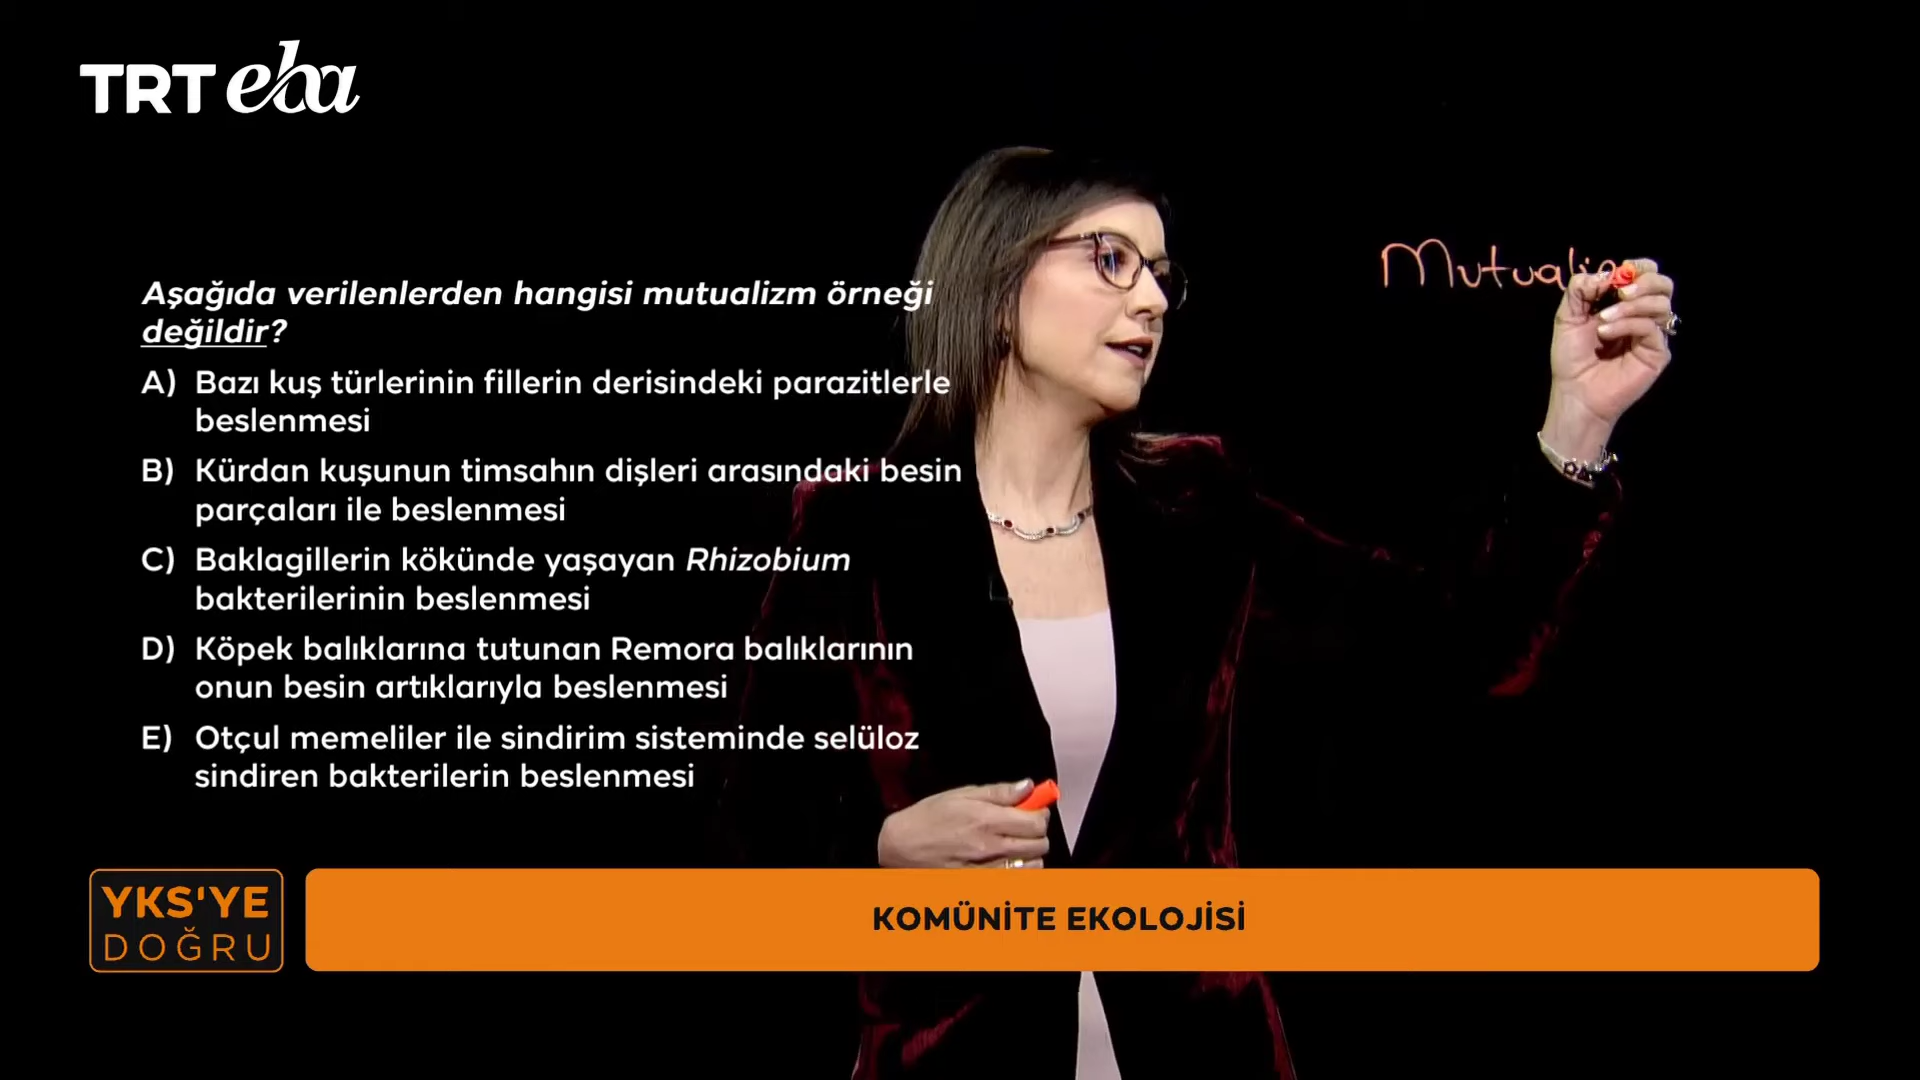 TRT eba
Aşağıda verilenlerden hangisi mutualizm örneği
değildir?
A) Bazı kuş türlerinin fillerin derisindeki parazitlerle
beslenmesi
B) Kürdan kuşunun timsahın dişleri arasındaki besin
parçaları ile beslenmesi
C) Baklagillerin kökünde yaşayan Rhizobium
bakterilerinin beslenmesi
D) Köpek balıklarına tutunan Remora balıklarının
onun besin artıklarıyla beslenmesi
E) Otçul memeliler ile sindirim sisteminde selüloz
sindiren bakterilerin beslenmesi
YKS'YE
DOĞRU
KOMÜNİTE EKOLOJİSİ